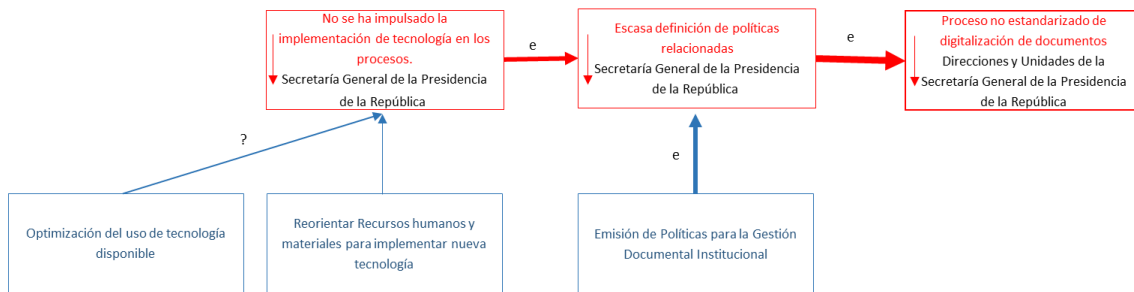 No se ha impulsado la
implementación de tecnología en los
procesos.
Secretaría General de la Presidencia
de la República
e
Escasa definición de políticas
relacionadas
Secretaría General de la Presidencia
de la República
e
Proceso no estandarizado de
digitalización de documentos
Direcciones y Unidades de la
Secretaría General de la Presidencia
de la República
?
e
Optimización del uso de tecnología
disponible
Reorientar Recursos humanos y
materiales para implementar nueva
tecnología
Emisión de Políticas para la Gestión
Documental Institucional